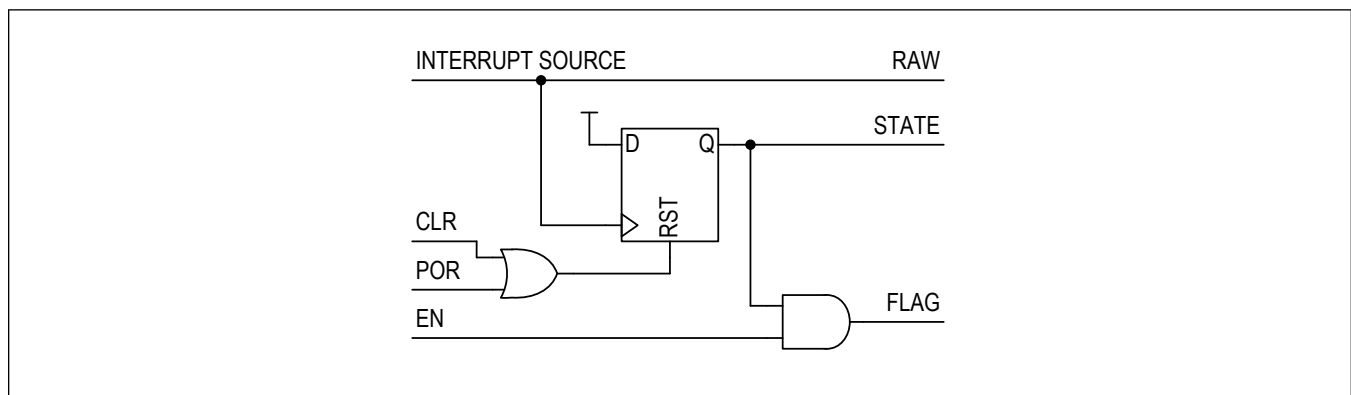 INTERRUPT SOURCE RAW
STATE
D Q
RST
CLR
POR
FLAG
EN